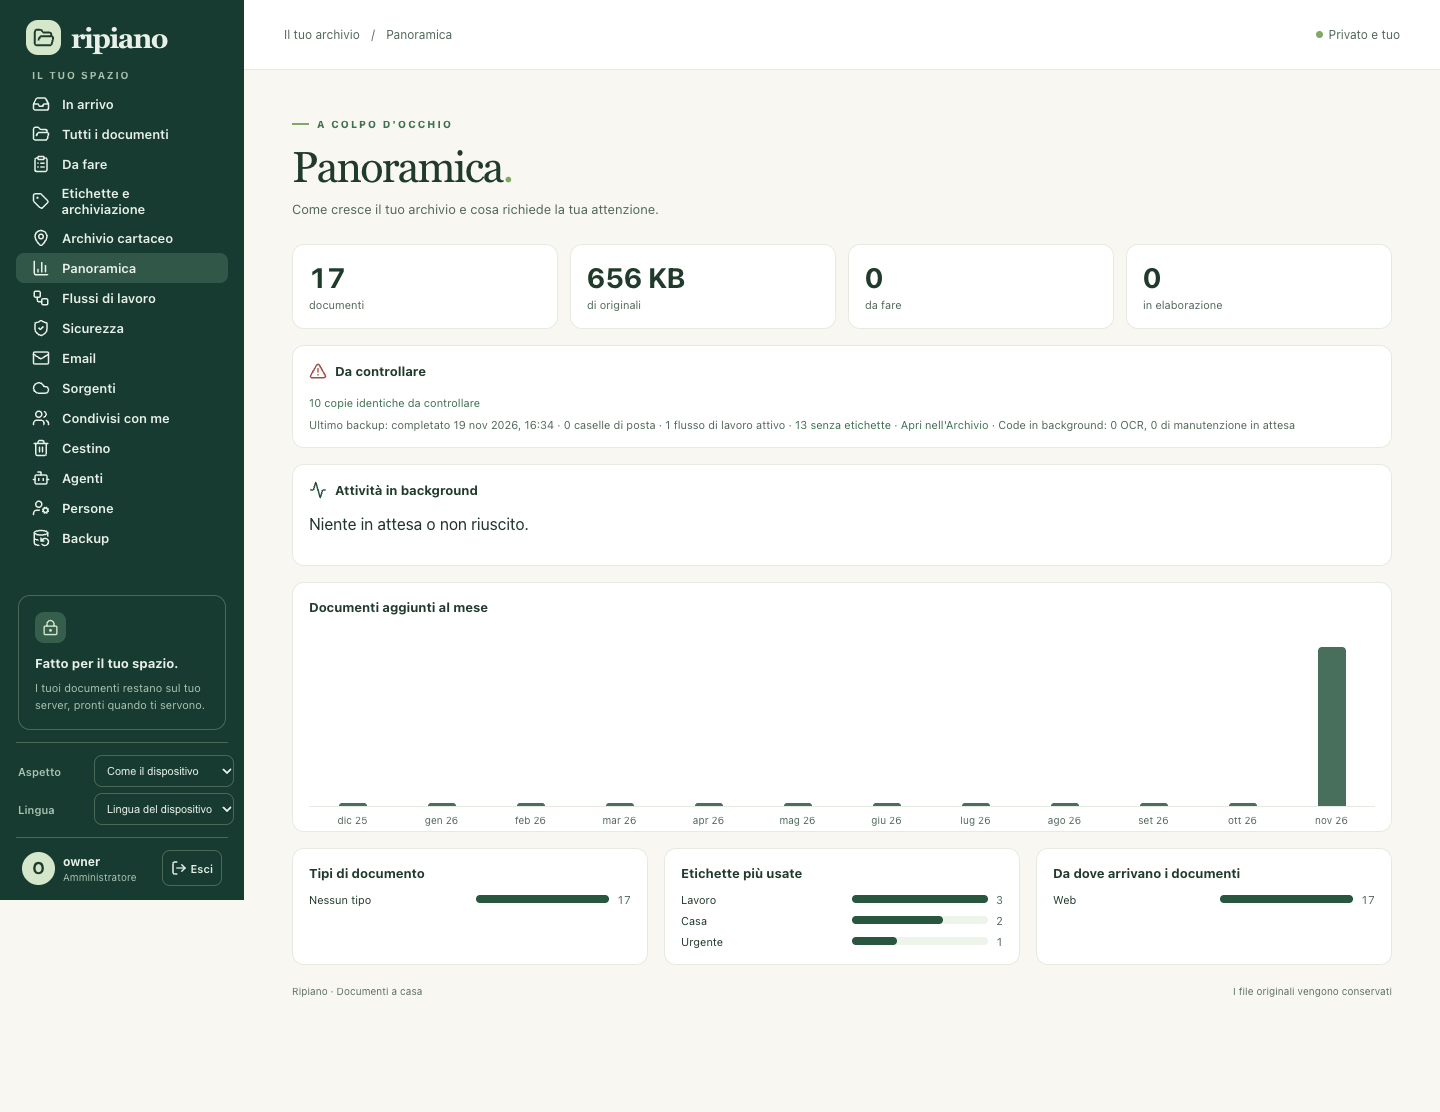 ripiano
IL TUO SPAZIO
In arrivo
Tutti i documenti
Da fare
Etichette e
archiviazione
Archivio cartaceo
Panoramica
Flussi di lavoro
Sicurezza
Email
Sorgenti
Condivisi con me
Cestino
Agenti
Persone
Backup
Fatto per il tuo spazio.
I tuoi documenti restano sul tuo
server, pronti quando ti servono.
Aspetto Come il dispositivo
Lingua Lingua del dispositivo
O owner
Amministratore
Esci
Il tuo archivio / Panoramica
Privato e tuo
A COLPO D'OCCHIO
Panoramica.
Come cresce il tuo archivio e cosa richiede la tua attenzione.
17
documenti
656 KB
di originali
0
da fare
0
in elaborazione
Da controllare
10 copie identiche da controllare
Ultimo backup: completato 19 nov 2026, 16:34 · 0 caselle di posta · 1 flusso di lavoro attivo · 13 senza etichette · Apri nell'Archivio · Code in background: 0 OCR, 0 di manutenzione in attesa
Attività in background
Niente in attesa o non riuscito.
Documenti aggiunti al mese
dic 25 gen 26 feb 26 mar 26 apr 26 mag 26 giu 26 lug 26 ago 26 set 26 ott 26 nov 26
Tipi di documento
Nessun tipo 17
Etichette più usate
Lavoro 3
Casa 2
Urgente 1
Da dove arrivano i documenti
Web 17
Ripiano · Documenti a casa
I file originali vengono conservati